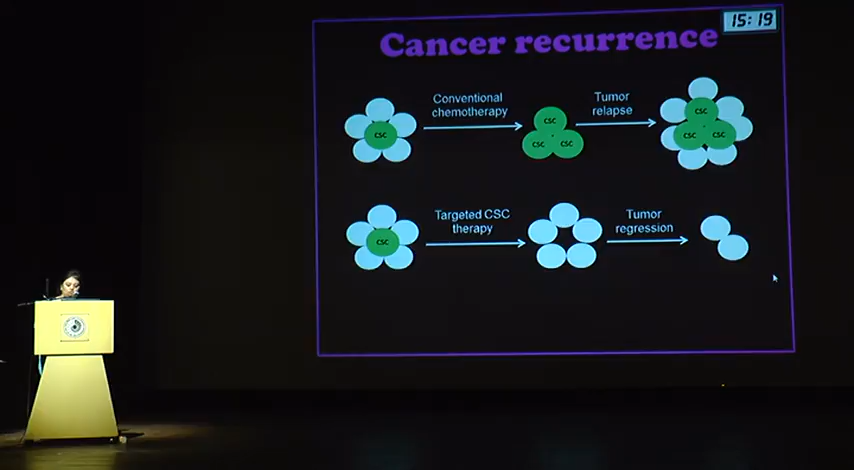 15:19
Cancer recurrence
Conventional
chemotherapy
Tumor
relapse
CSC
CSC
CSC
CSC
CSC
CSC
CSC
Targeted CSC
therapy
Tumor
regression
CSC